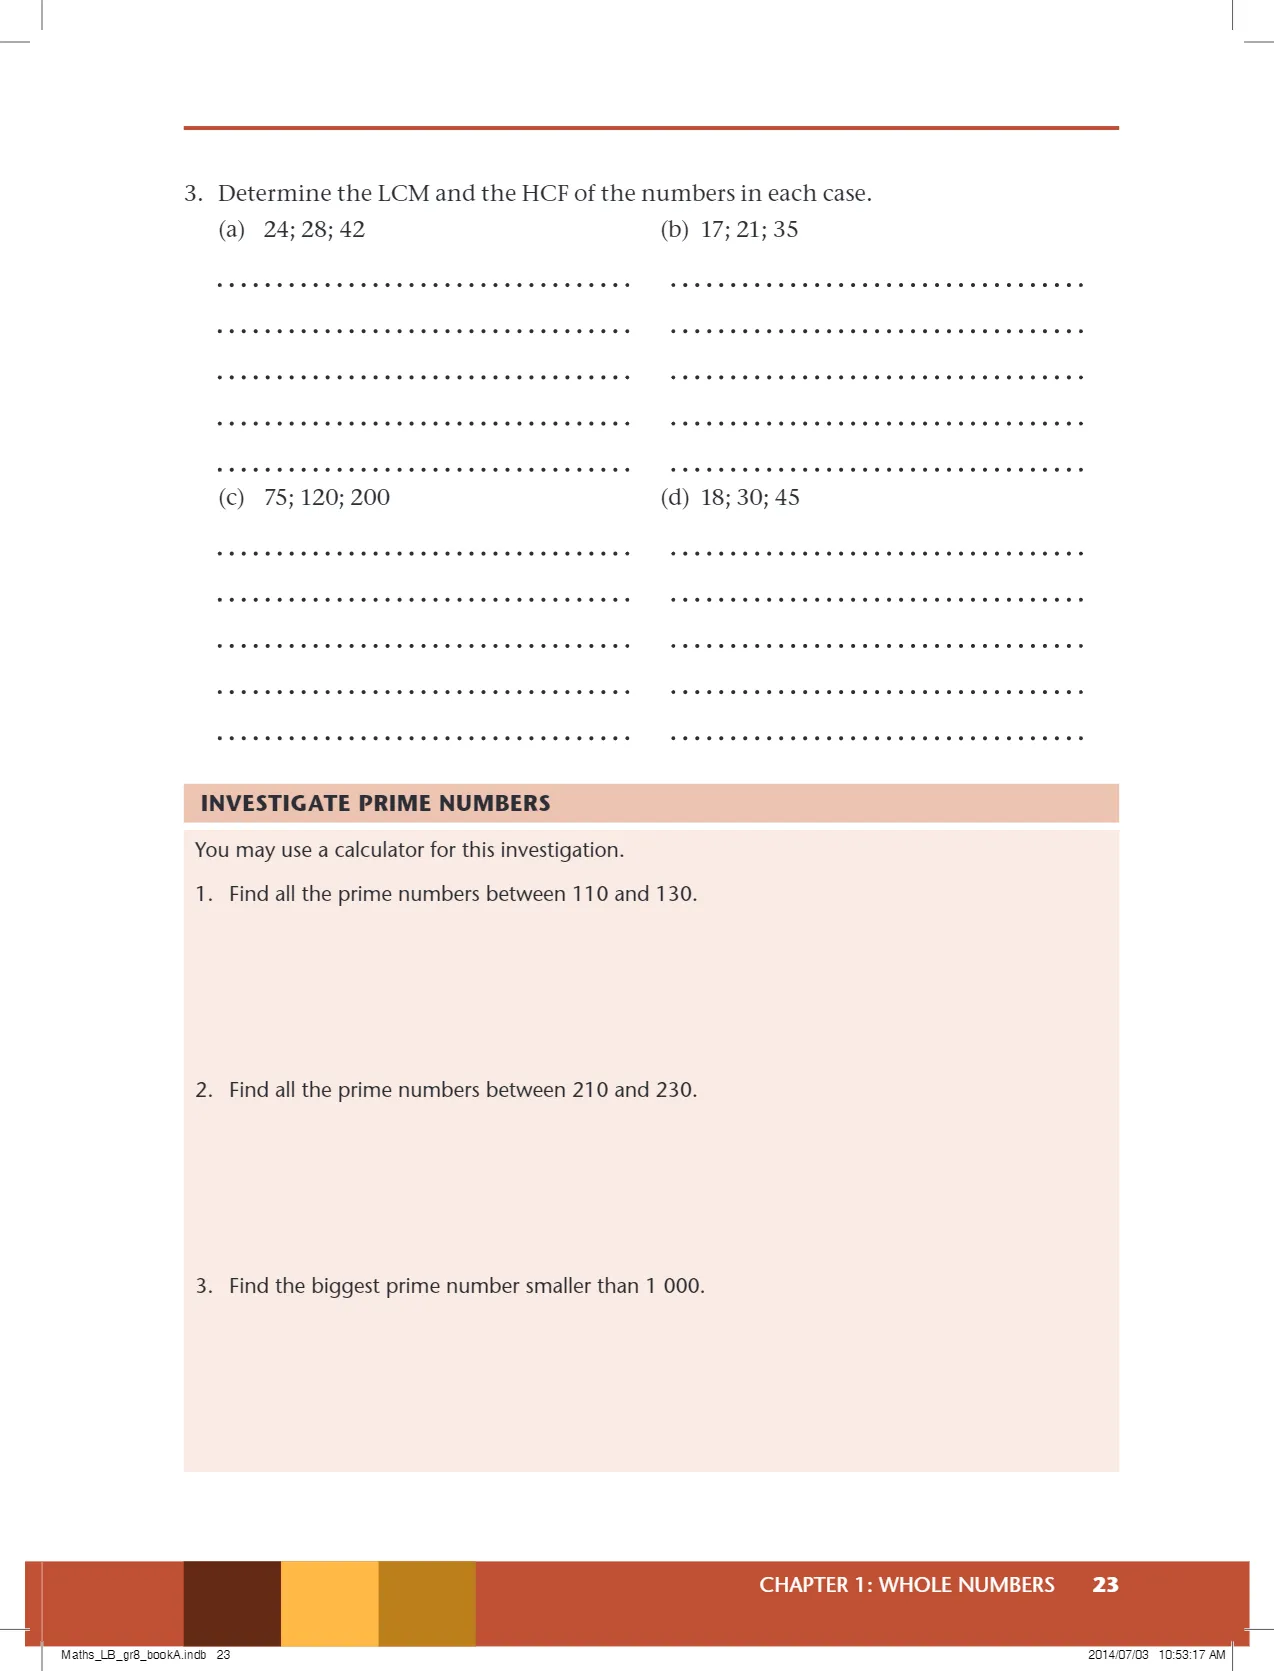 3. Determine the LCM and the HCF of the numbers in each case.
(a) 24; 28; 42
(b) 17; 21; 35
(c) 75; 120; 200
(d) 18; 30; 45
INVESTIGATE PRIME NUMBERS
You may use a calculator for this investigation.
1. Find all the prime numbers between 110 and 130.
2. Find all the prime numbers between 210 and 230.
3. Find the biggest prime number smaller than 1 000.
CHAPTER 1: WHOLE NUMBERS 23
Maths_LB_gr8_bookA.indb 23
2014/07/03 10:53:17 AM